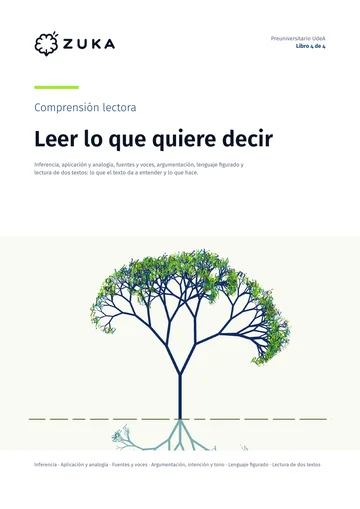 ZUKA
Preuniversitario UdeA
Libro 4 de 4
Comprensión lectora
Leer lo que quiere decir
Inferencia, aplicación y analogía, fuentes y voces, argumentación, lenguaje figurado y
lectura de dos textos: lo que el texto da a entender y lo que hace.
Inferencia · Aplicación y analogía · Fuentes y voces · Argumentación, intención y tono · Lenguaje figurado · Lectura de dos textos